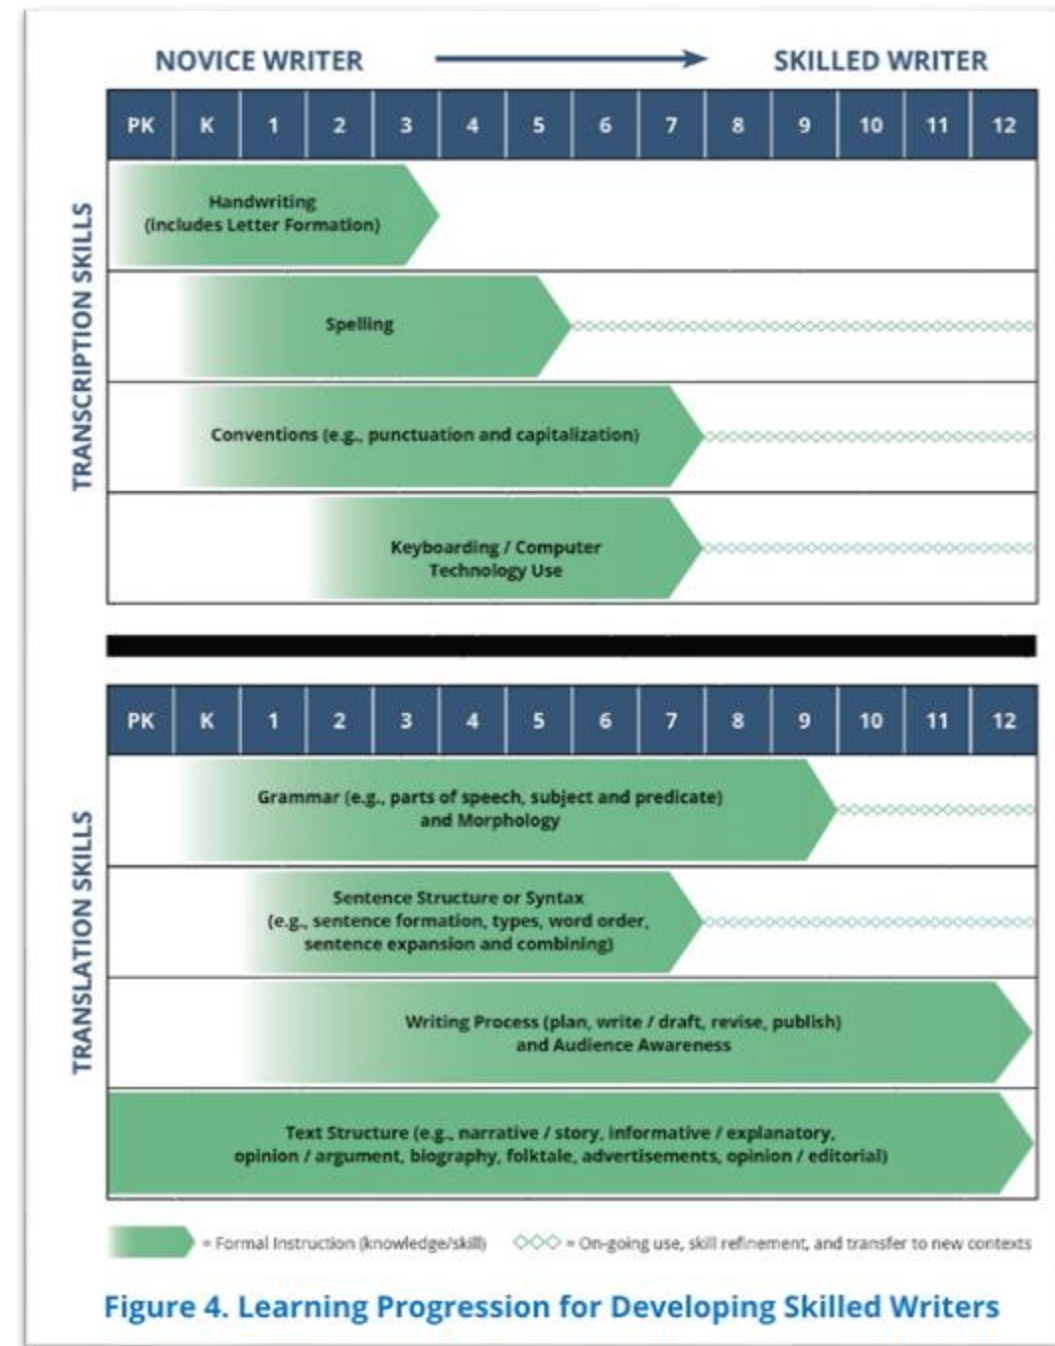 NOVICE WRITER SKILLED WRITER
PK K 1 2 3 4 5 6 7 8 9 10 11 12
TRANSCRIPTION SKILLS
Handwriting
(includes Letter Formation)
Spelling
Conventions (e.g., punctuation and capitalization)
Keyboarding / Computer
Technology Use
PK K 1 2 3 4 5 6 7 8 9 10 11 12
TRANSLATION SKILLS
Grammar (e.g., parts of speech, subject and predicate)
and Morphology
Sentence Structure or Syntax
(e.g., sentence formation, types, word order,
sentence expansion and combining)
Writing Process (plan, write / draft, revise, publish)
and Audience Awareness
Text Structure (e.g., narrative / story, informative / explanatory,
opinion / argument, biography, folktale, advertisements, opinion / editorial)
= Formal Instruction (knowledge/skill) = On-going use, skill refinement, and transfer to new contexts
Figure 4. Learning Progression for Developing Skilled Writers